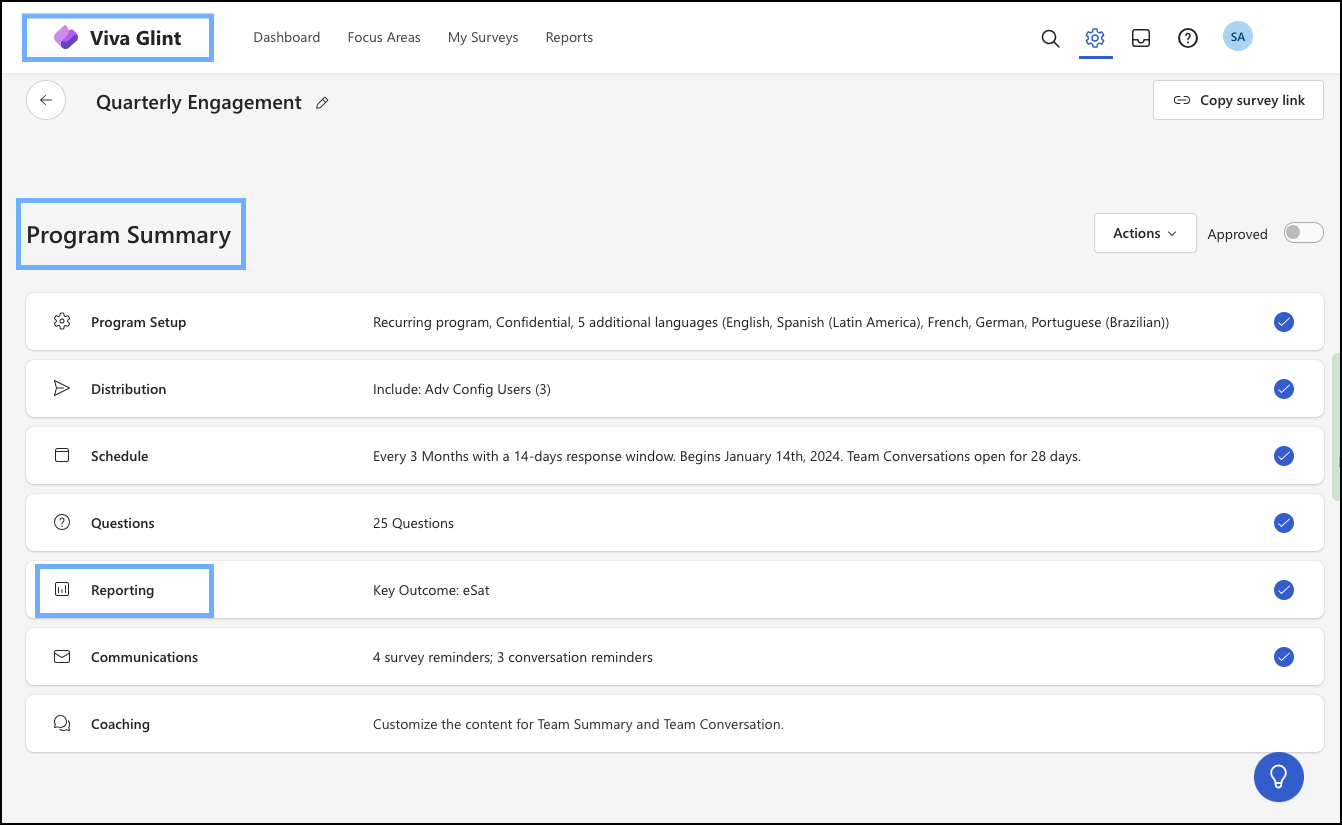 Viva Glint
Dashboard
Focus Areas
My Surveys
Reports
SA
Quarterly Engagement
Copy survey link
Program Summary
Actions
Approved
Program Setup
Recurring program, Confidential, 5 additional languages (English, Spanish (Latin America), French, German, Portuguese (Brazilian))
Distribution
Include: Adv Config Users (3)
Schedule
Every 3 Months with a 14-days response window. Begins January 14th, 2024. Team Conversations open for 28 days.
Questions
25 Questions
Reporting
Key Outcome: eSat
Communications
4 survey reminders; 3 conversation reminders
Coaching
Customize the content for Team Summary and Team Conversation.